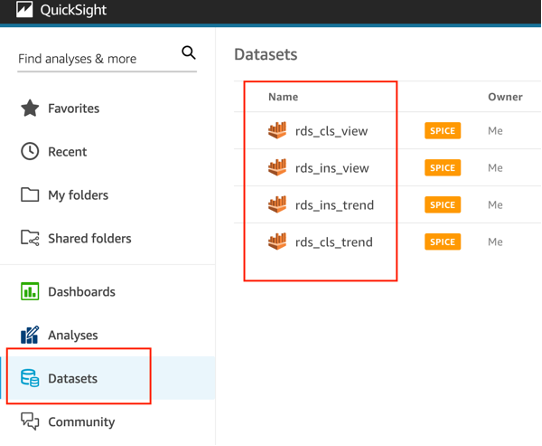 QuickSight
Find analyses & more
Favorites
Recent
My folders
Shared folders
Dashboards
Analyses
Datasets
Community
Datasets
Name Owner
rds_cls_view SPICE Me
rds_ins_view SPICE Me
rds_ins_trend SPICE Me
rds_cls_trend SPICE Me